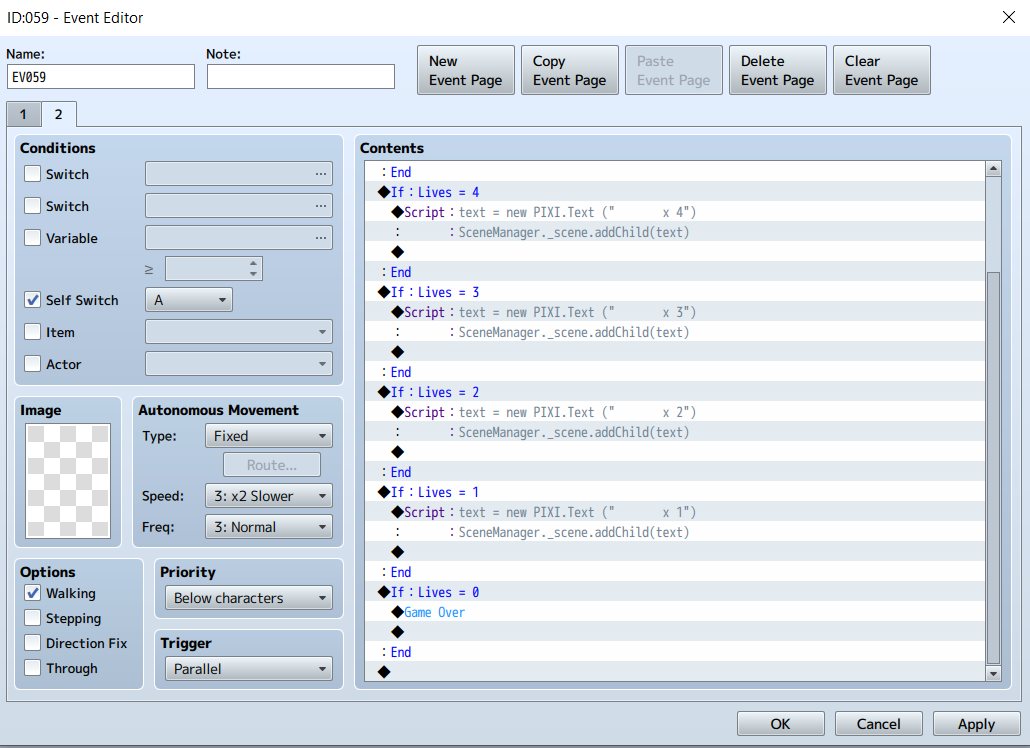 ID:059 - Event Editor
Name:
Note:
EV059
New
Event Page
Copy
Event Page
Paste
Event Page
Delete
Event Page
Clear
Event Page
1
2
Conditions
Switch
...
Switch
...
Variable
...
≥
Self Switch
A
Item
Actor
Image
Autonomous Movement
Type:
Fixed
Route...
Speed:
3: x2 Slower
Freq:
3: Normal
Options
Walking
Stepping
Direction Fix
Through
Priority
Below characters
Trigger
Parallel
Contents
: End
◆If : Lives = 4
◆Script : text = new PIXI.Text ("       x 4")
:       : SceneManager._scene.addChild(text)
◆
: End
◆If : Lives = 3
◆Script : text = new PIXI.Text ("       x 3")
:       : SceneManager._scene.addChild(text)
◆
: End
◆If : Lives = 2
◆Script : text = new PIXI.Text ("       x 2")
:       : SceneManager._scene.addChild(text)
◆
: End
◆If : Lives = 1
◆Script : text = new PIXI.Text ("       x 1")
:       : SceneManager._scene.addChild(text)
◆
: End
◆If : Lives = 0
◆Game Over
◆
: End
◆
OK
Cancel
Apply